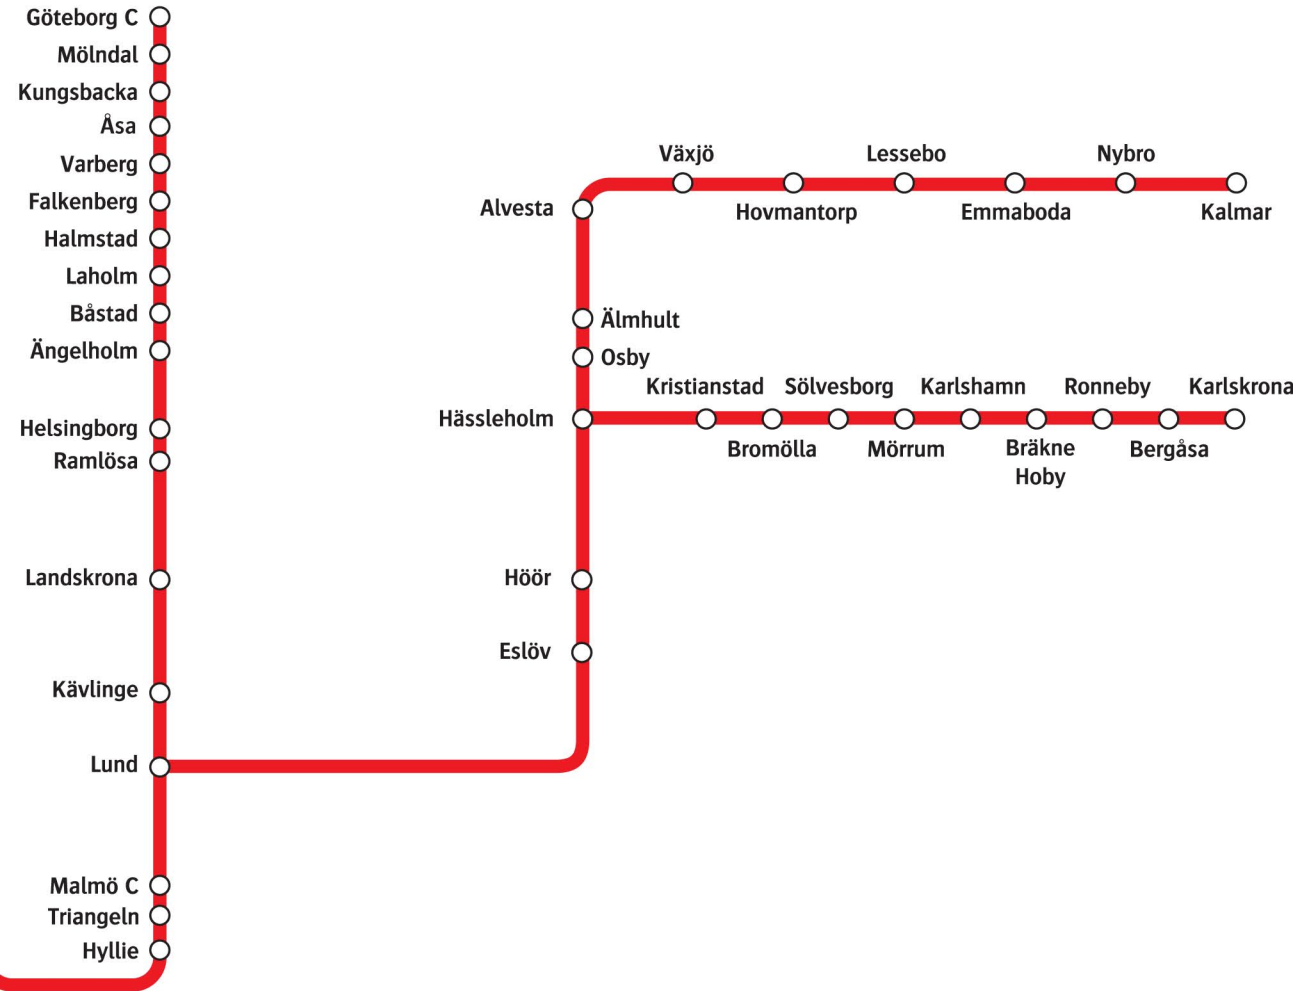 Göteborg C
Mölndal
Kungsbacka
Åsa
Varberg
Falkenberg
Halmstad
Laholm
Båstad
Ängelholm
Helsingborg
Ramlösa
Landskrona
Kävlinge
Lund
Malmö C
Triangeln
Hyllie
Växjö
Lessebo
Nybro
Alvesta
Hovmantorp
Emmaboda
Kalmar
Älmhult
Osby
Kristianstad
Sölvesborg
Karlshamn
Ronneby
Karlskrona
Hässleholm
Bromölla
Mörrum
Bräkne
Hoby
Bergåsa
Höör
Eslöv